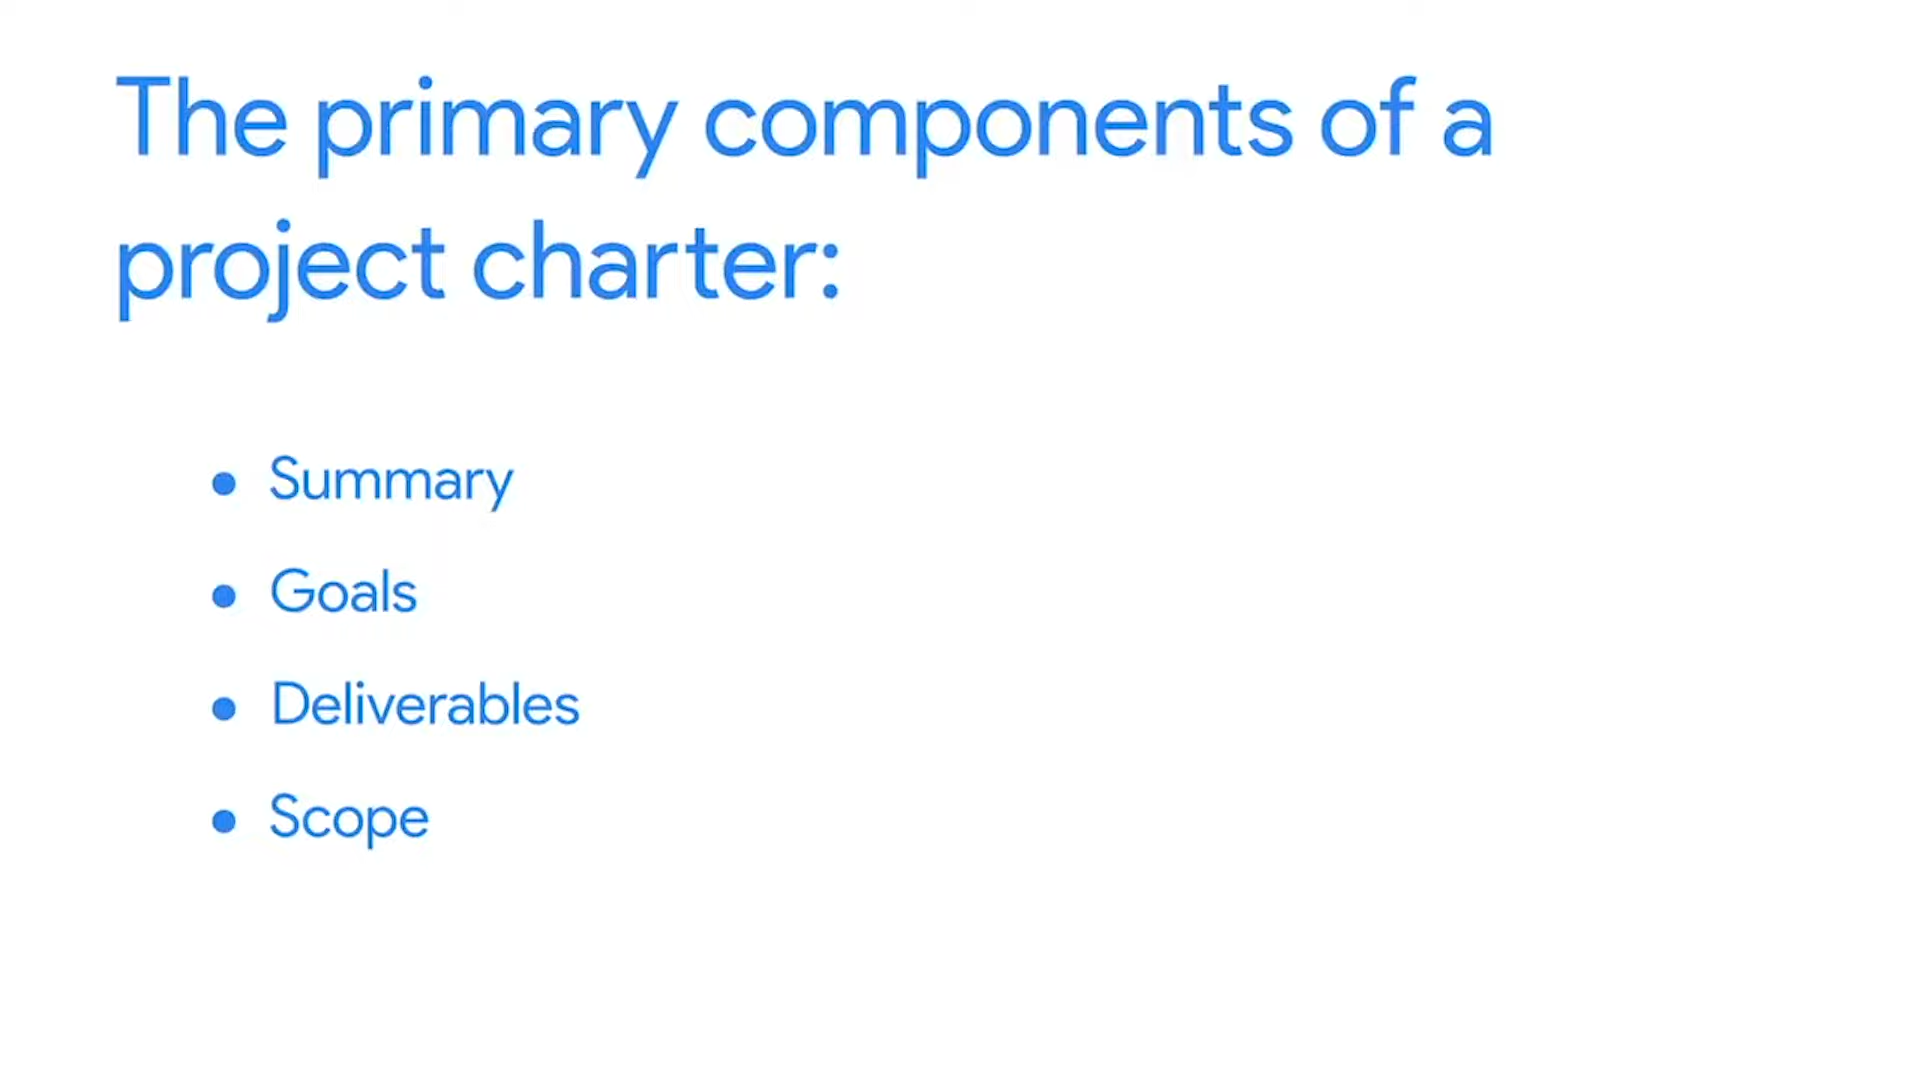 The primary components of a
project charter:
● Summary
● Goals
● Deliverables
● Scope